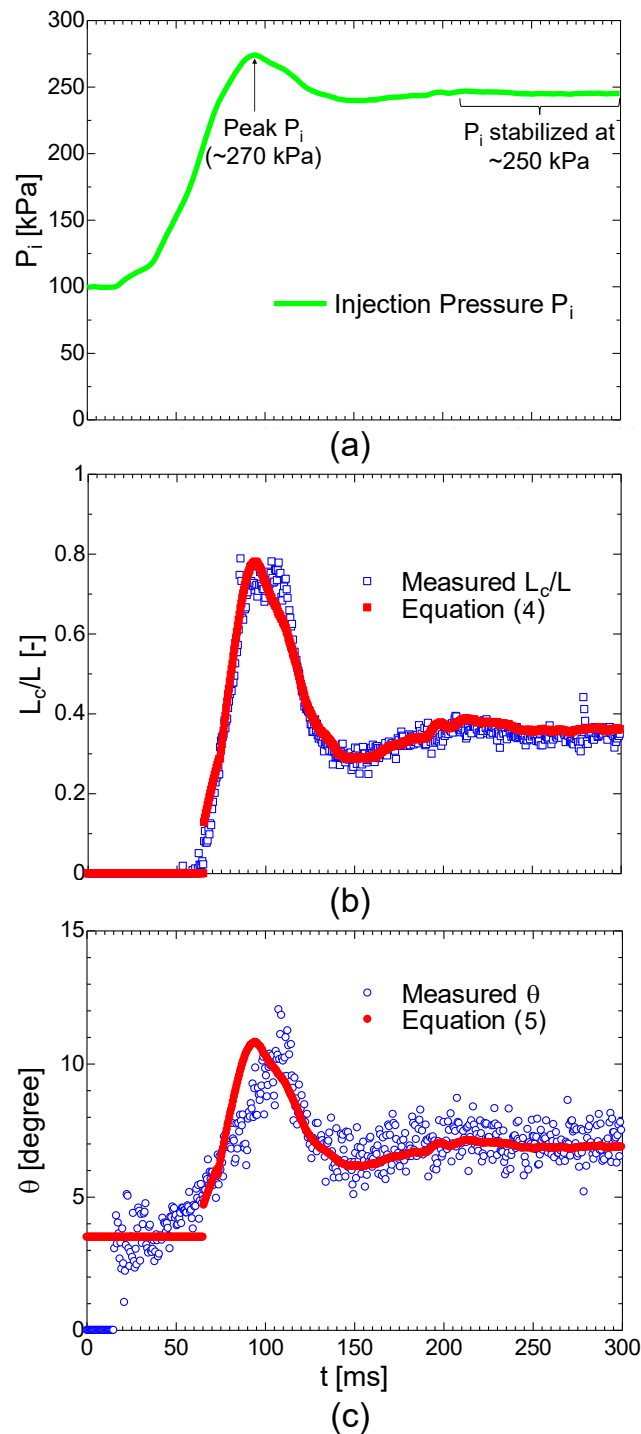 300
250
200
150
100
50
0
P_i [kPa]
Peak P_i
(~270 kPa)
P_i stabilized at
~250 kPa
Injection Pressure P_i
(a)
1
0.8
0.6
0.4
0.2
0
L_c/L [-]
Measured L_c/L
Equation (4)
(b)
15
10
5
0
θ [degree]
Measured θ
Equation (5)
0 50 100 150 200 250 300
t [ms]
(c)